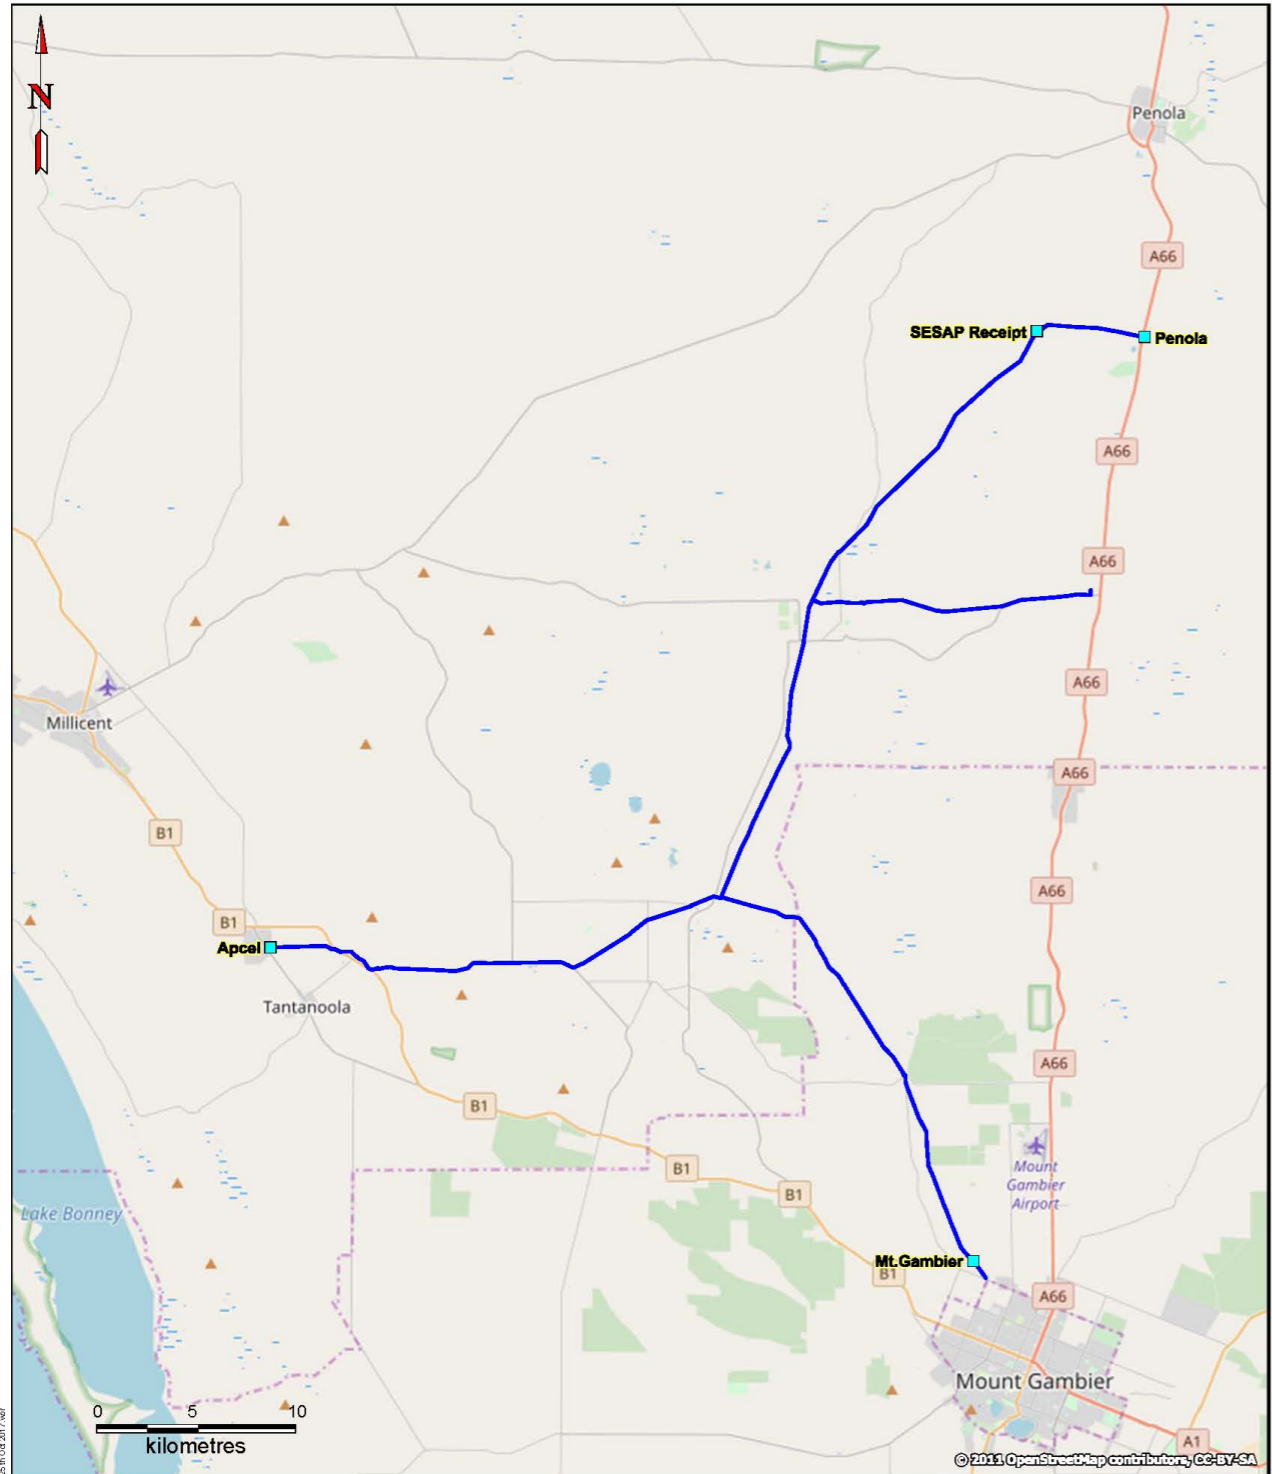 N
Penola
A66
SESAP Receipt
Penola
A66
A66
A66
Millicent
A66
B1
A66
B1
Apcel
Tantanoola
A66
B1
Mount
Gambier
Airport
B1
B1
Lake Bonney
Mt.Gambier
B1
A66
Mount Gambier
0 5 10
kilometres
A1
© 2011 OpenStreetMap contributors, CC-BY-SA